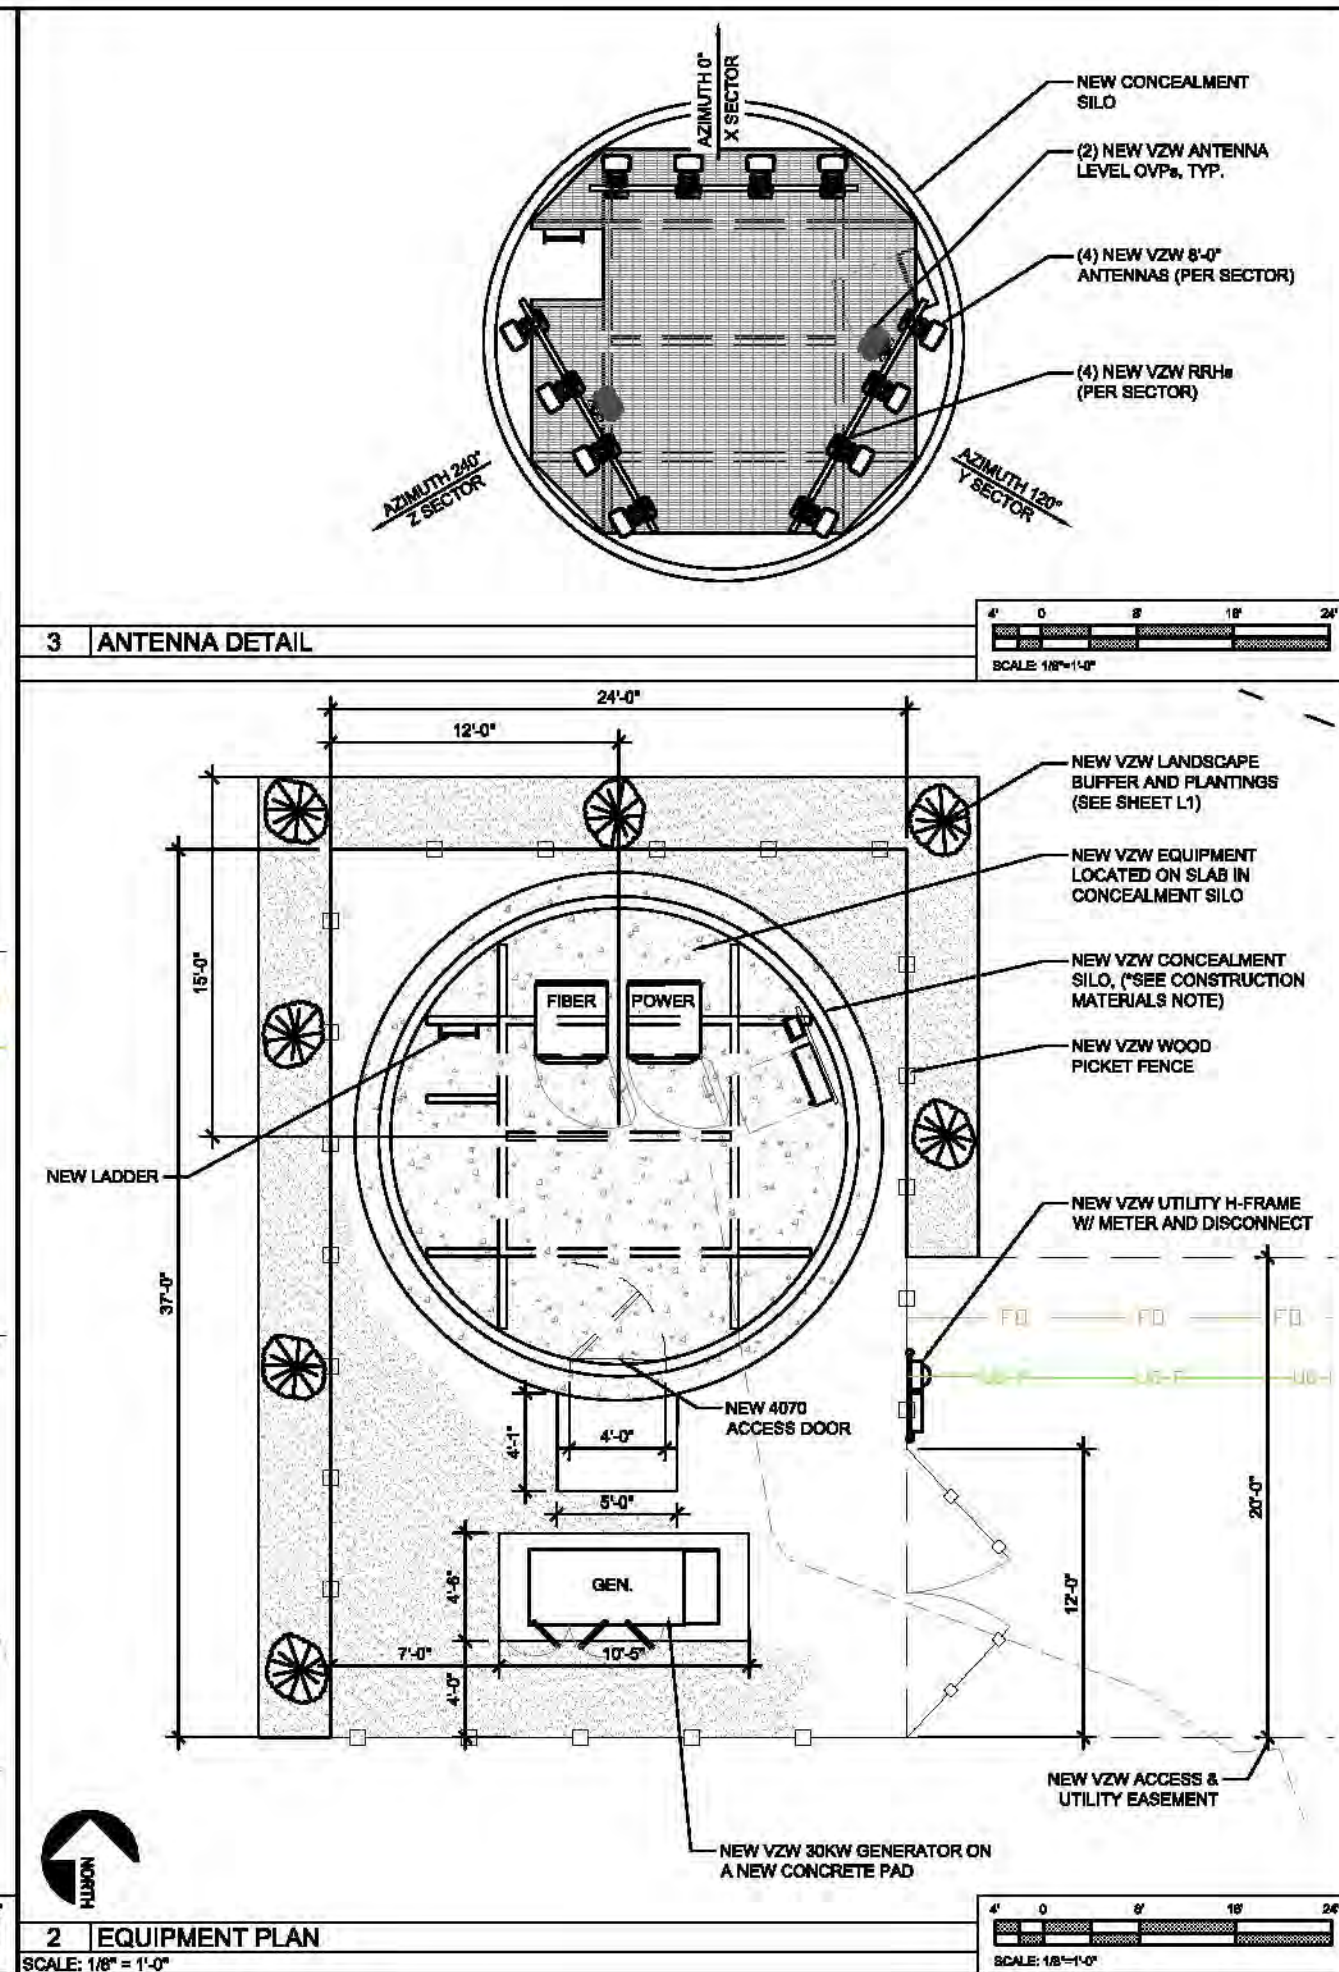 AZIMUTH 0°
X SECTOR
NEW CONCEALMENT
SILO
(2) NEW VZW ANTENNA
LEVEL OVPs, TYP.
(4) NEW VZW 8'-0"
ANTENNAS (PER SECTOR)
(4) NEW VZW RRHs
(PER SECTOR)
AZIMUTH 240°
Z SECTOR
AZIMUTH 120°
Y SECTOR
3 ANTENNA DETAIL
4' 0 8' 16' 24'
SCALE: 1/8"=1'-0"
24'-0"
12'-0"
NEW VZW LANDSCAPE
BUFFER AND PLANTINGS
(SEE SHEET L1)
NEW VZW EQUIPMENT
LOCATED ON SLAB IN
CONCEALMENT SILO
15'-0"
NEW VZW CONCEALMENT
SILO, (*SEE CONSTRUCTION
MATERIALS NOTE)
FIBER POWER
NEW VZW WOOD
PICKET FENCE
NEW LADDER
NEW VZW UTILITY H-FRAME
W/ METER AND DISCONNECT
37'-0"
FO FO FO
UG-P UG-P UG-
NEW 4070
ACCESS DOOR
4'-1"
4'-0"
5'-0"
20'-0"
12'-0"
4'-6"
GEN.
7'-0"
10'-5"
4'-0"
NEW VZW ACCESS &
UTILITY EASEMENT
NEW VZW 30KW GENERATOR ON
A NEW CONCRETE PAD
NORTH
2 EQUIPMENT PLAN
SCALE: 1/8" = 1'-0"
4' 0 8' 16' 24'
SCALE: 1/8"=1'-0"